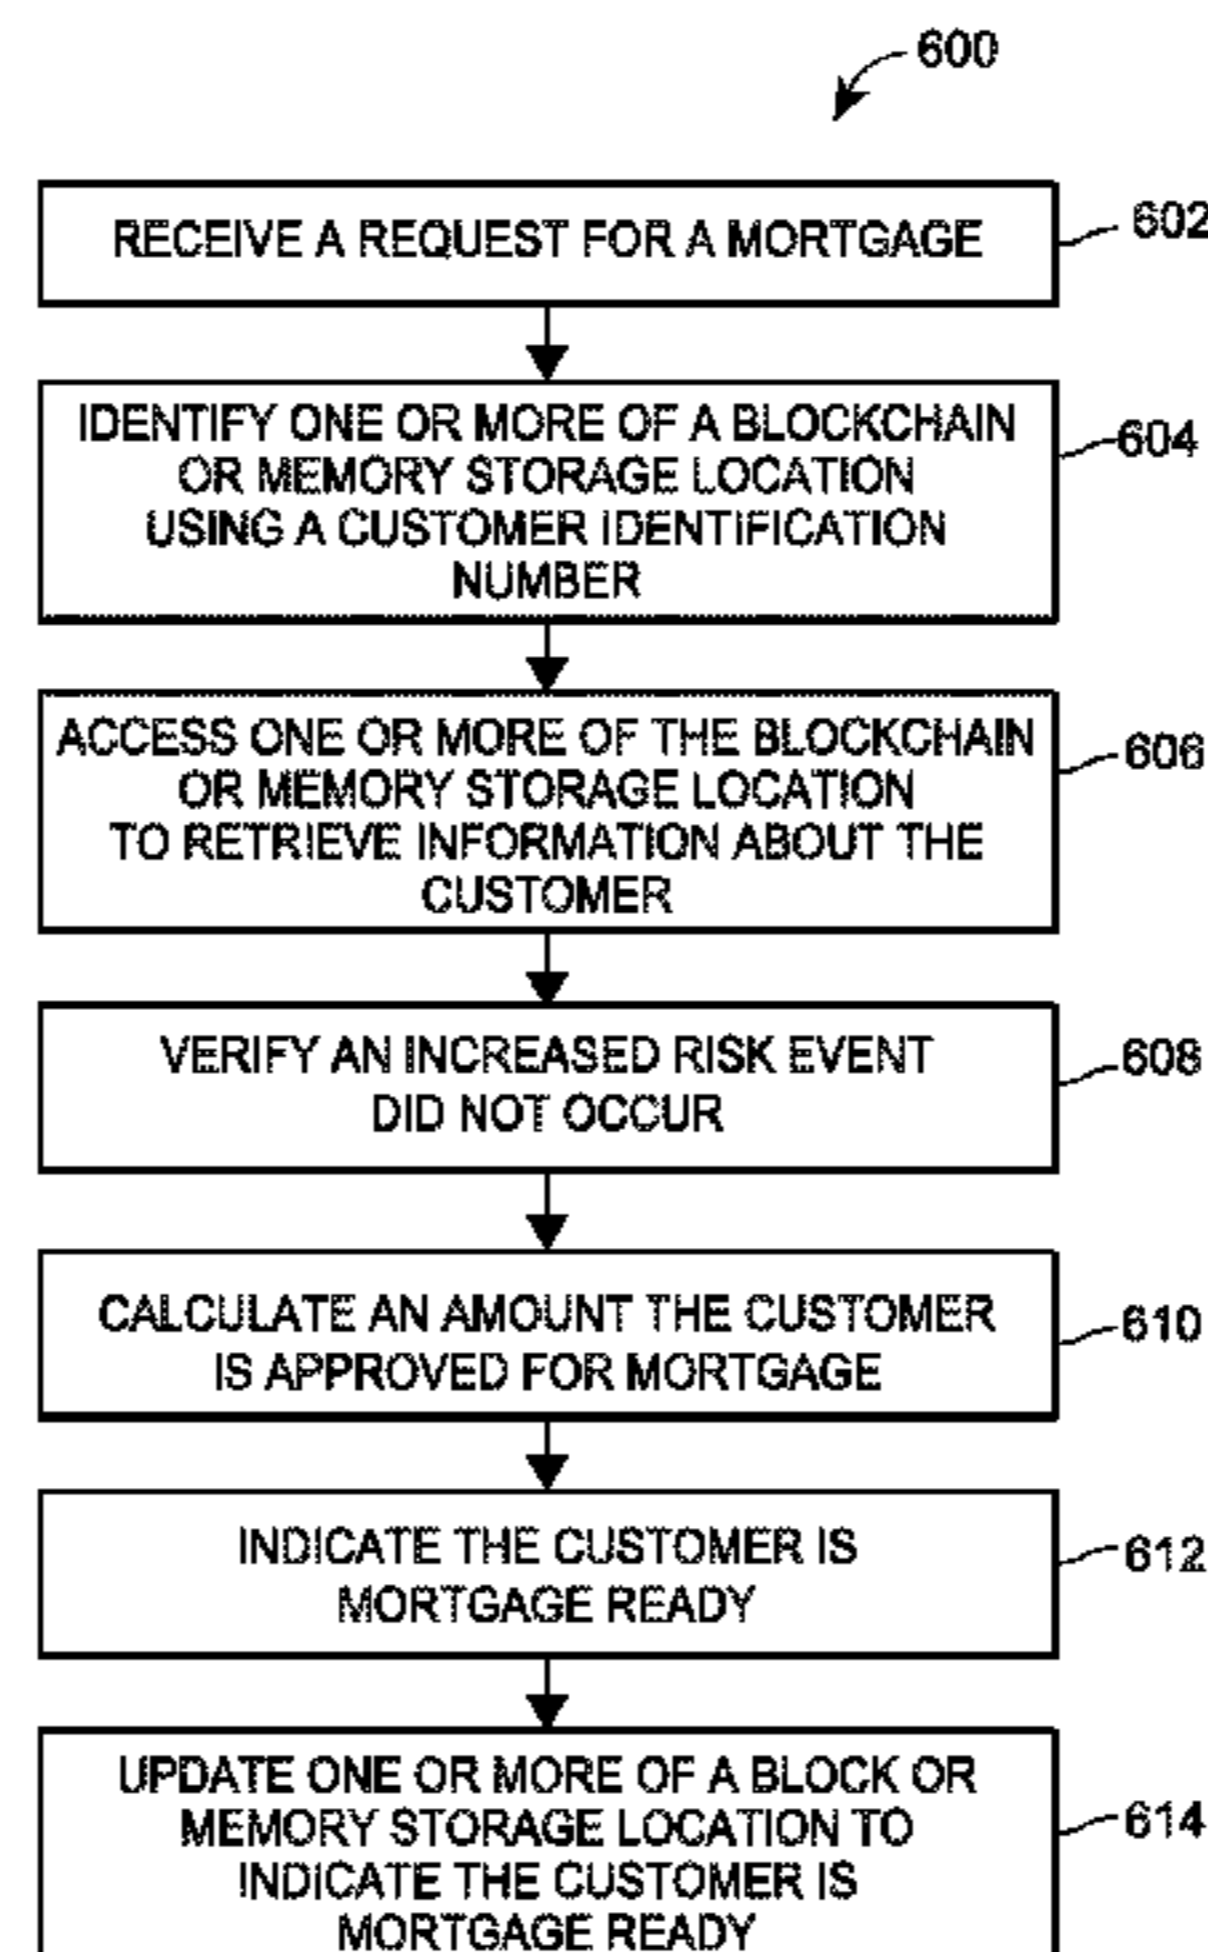 600
RECEIVE A REQUEST FOR A MORTGAGE
602
IDENTIFY ONE OR MORE OF A BLOCKCHAIN
OR MEMORY STORAGE LOCATION
USING A CUSTOMER IDENTIFICATION
NUMBER
604
ACCESS ONE OR MORE OF THE BLOCKCHAIN
OR MEMORY STORAGE LOCATION
TO RETRIEVE INFORMATION ABOUT THE
CUSTOMER
606
VERIFY AN INCREASED RISK EVENT
DID NOT OCCUR
608
CALCULATE AN AMOUNT THE CUSTOMER
IS APPROVED FOR MORTGAGE
610
INDICATE THE CUSTOMER IS
MORTGAGE READY
612
UPDATE ONE OR MORE OF A BLOCK OR
MEMORY STORAGE LOCATION TO
INDICATE THE CUSTOMER IS
MORTGAGE READY
614